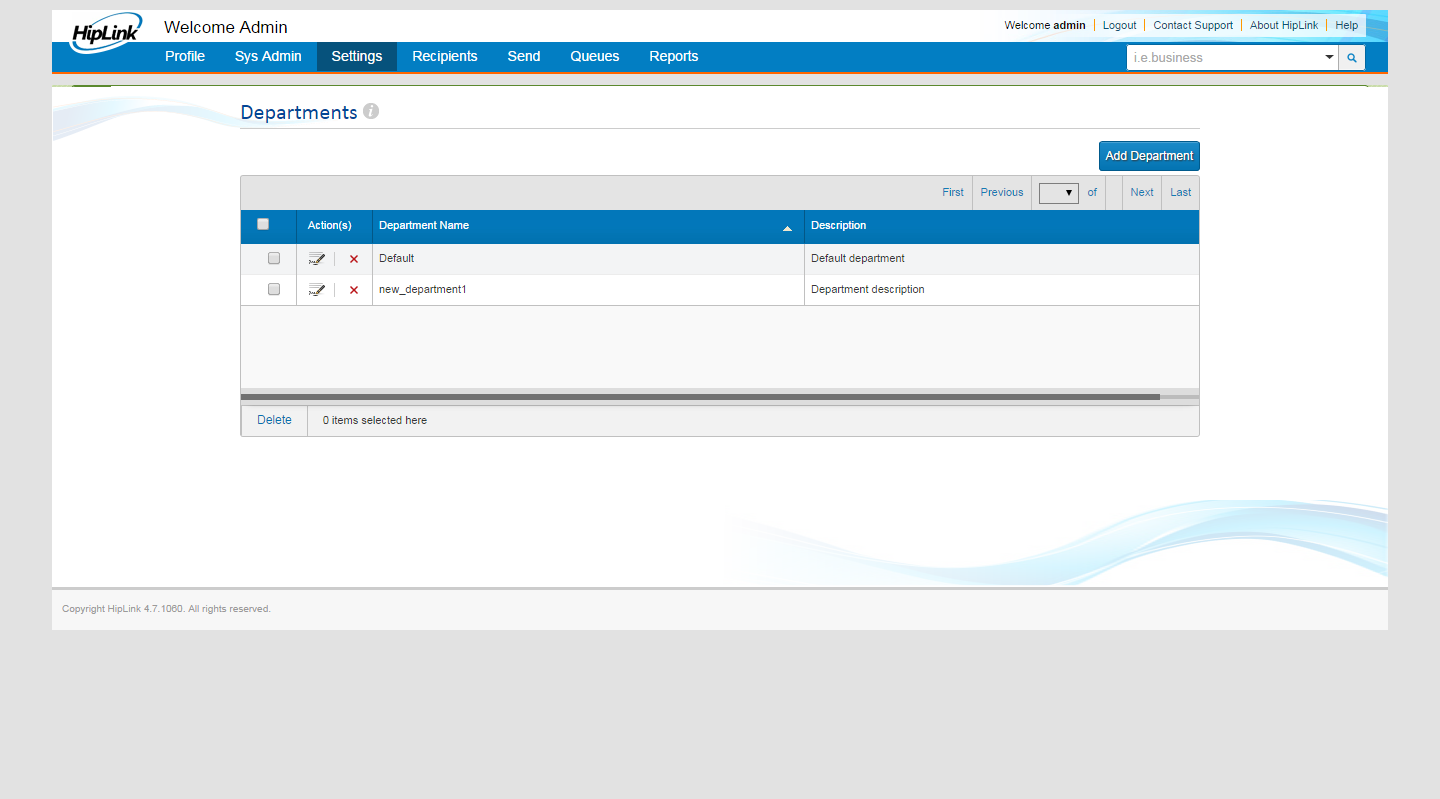 HipLink
Welcome Admin
Welcome admin Logout Contact Support About HipLink Help
Profile Sys Admin Settings Recipients Send Queues Reports
i.e.business
Departments
Add Department
First Previous of Next Last
Action(s) Department Name Description
Default Default department
new_department1 Department description
Delete 0 items selected here
Copyright HipLink 4.7.1060. All rights reserved.